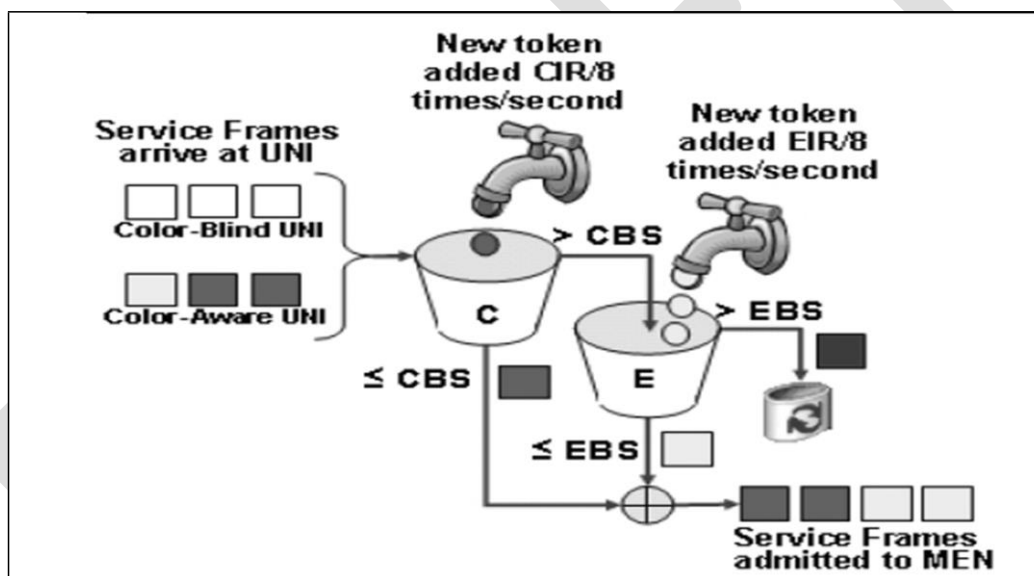 New token
added CIR/8
times/second
New token
added EIR/8
times/second
Service Frames
arrive at UNI
Color-Blind UNI
Color-Aware UNI
> CBS
C
> EBS
≤ CBS
E
≤ EBS
Service Frames
admitted to MEN